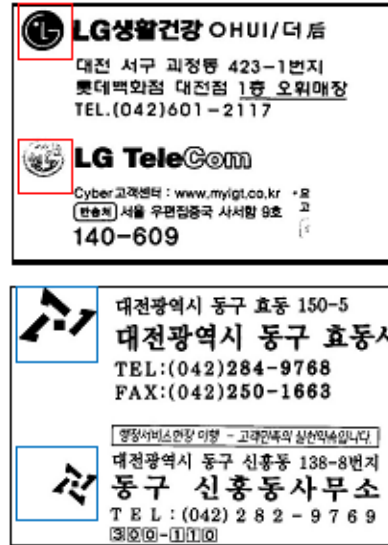 LG생활건강 OHUI/더后
대전 서구 괴정동 423-1번지
롯데백화점 대전점 1층 오휘매장
TEL.(042)601-2117
LG TeleCom
Cyber고객센터 : www.mylgt.co.kr
반송처 서울 우편집중국 사서함 9호
140-609
대전광역시 동구 효동 150-5
대전광역시 동구 효동사
TEL:(042)284-9768
FAX:(042)250-1663
행정서비스헌장 이행 - 고객만족의 실천약속입니다.
대전광역시 동구 신흥동 138-8번지
동구 신흥동사무소
TEL:(042)282-9769
300-110